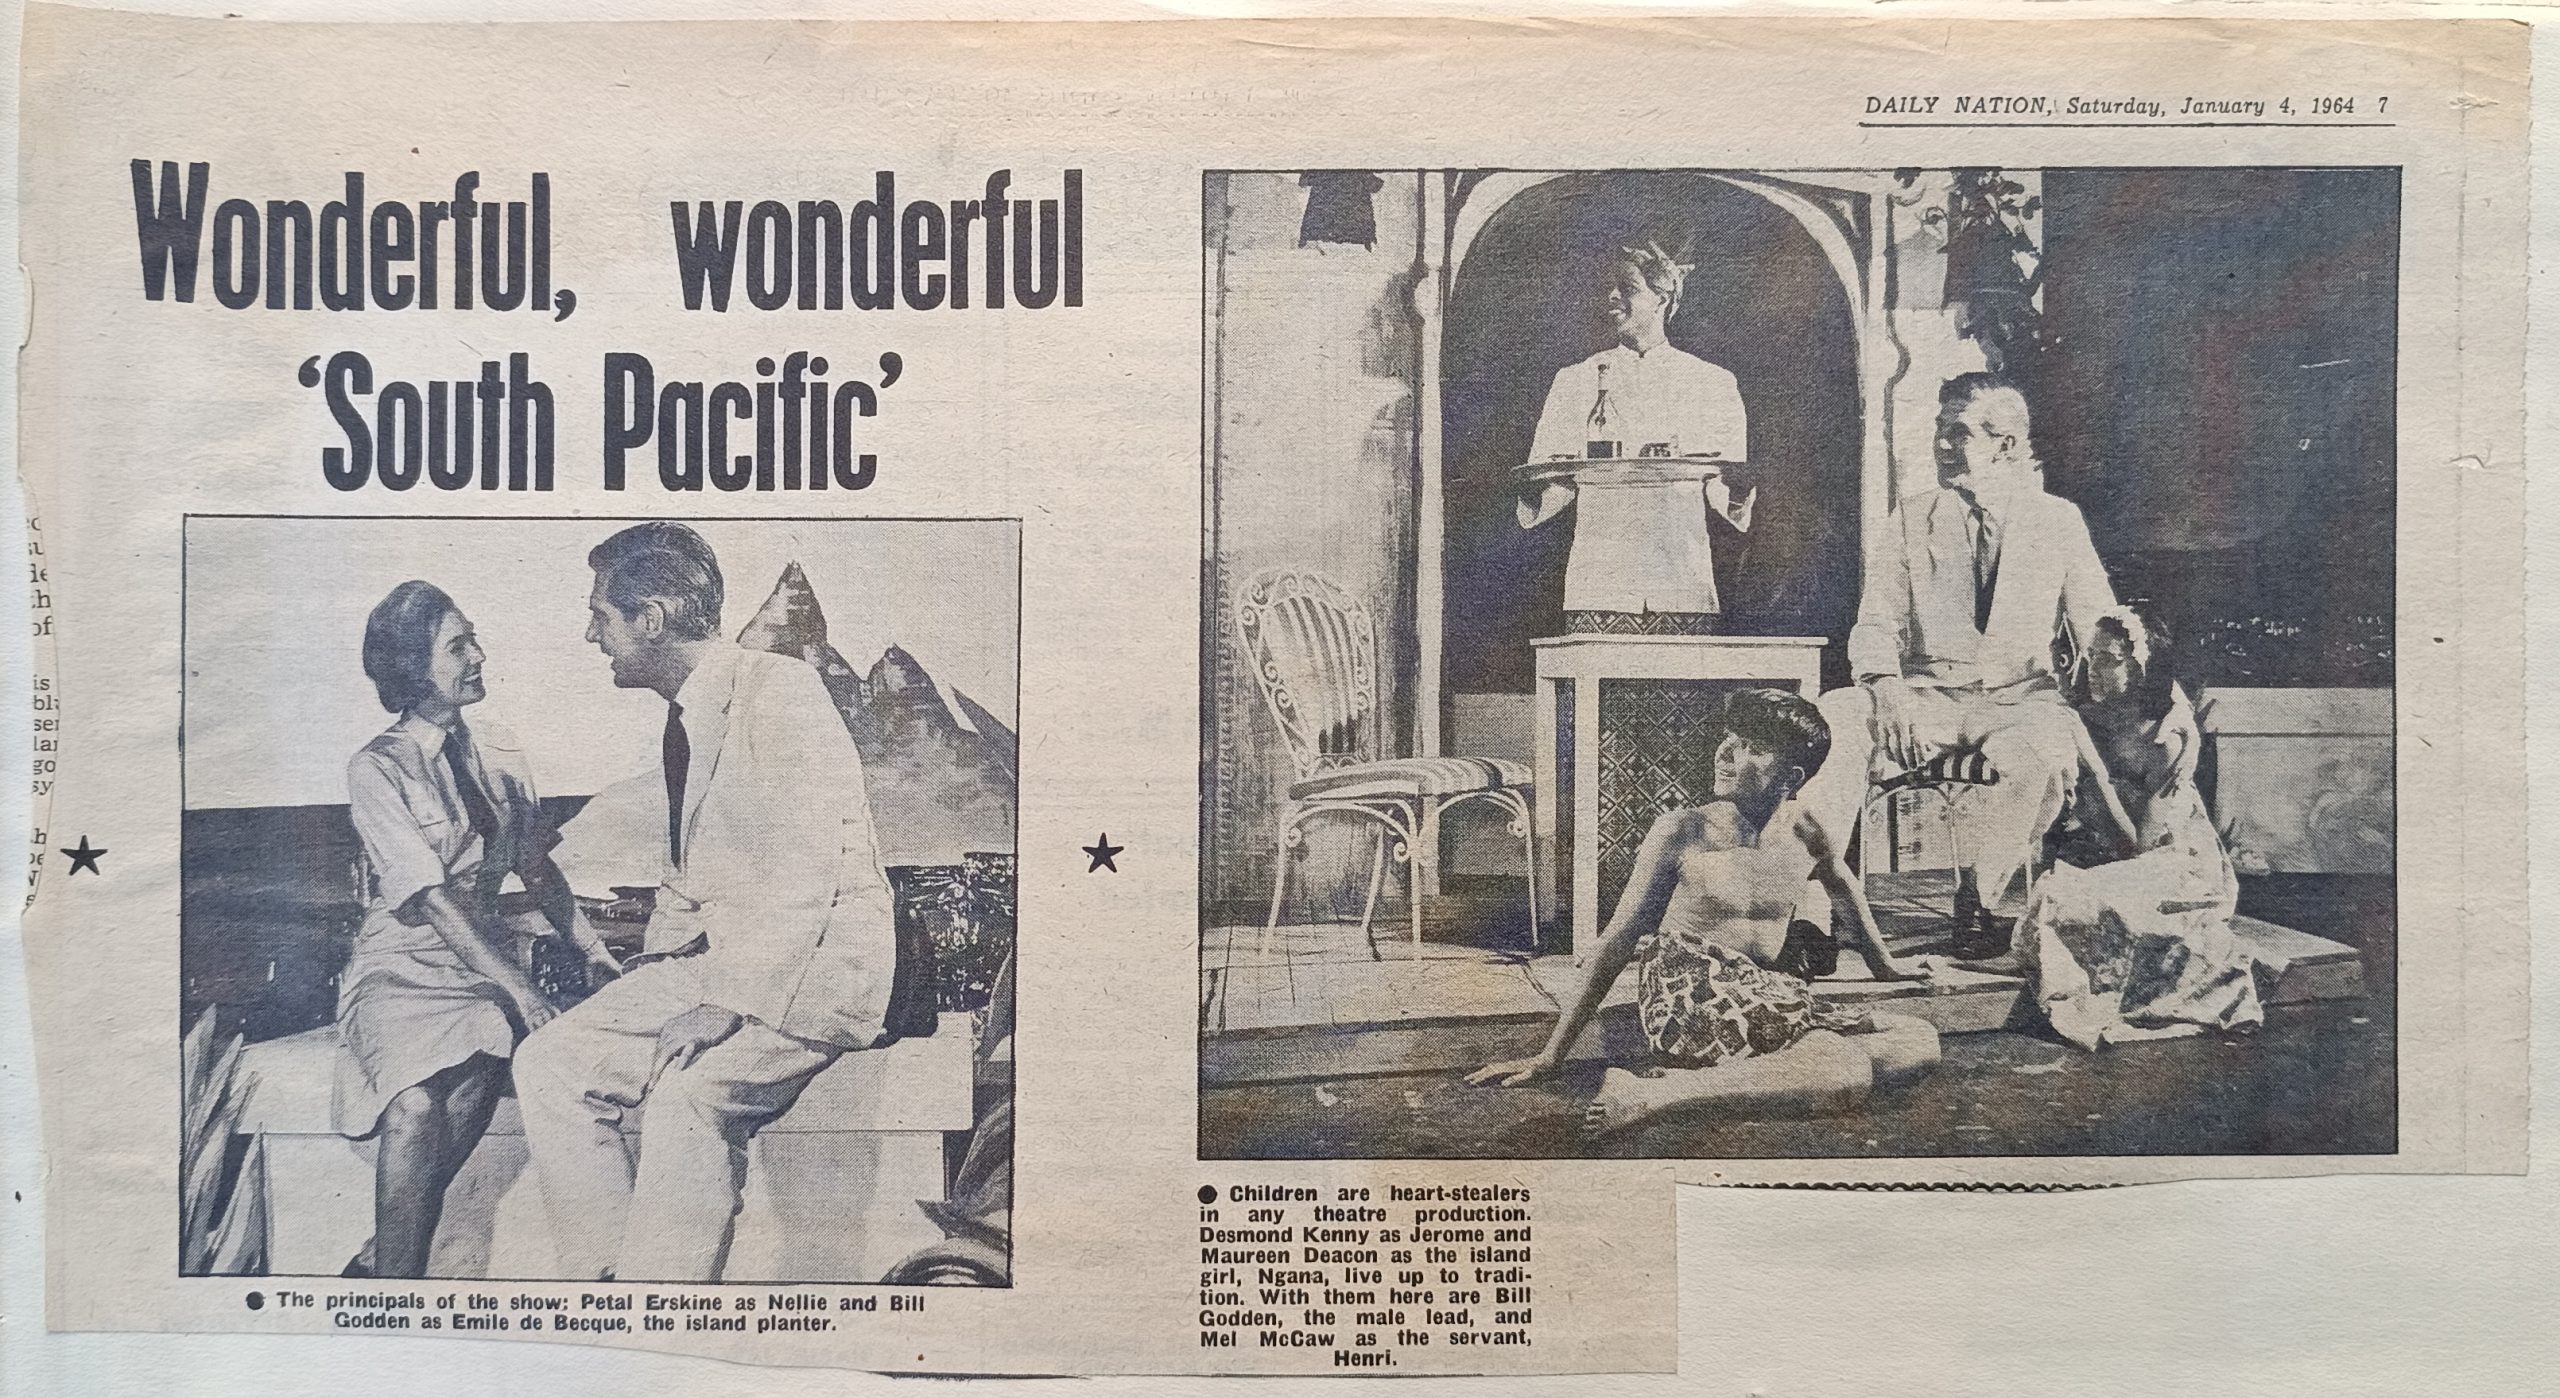 DAILY NATION, Saturday, January 4, 1964 7
Wonderful, wonderful
‘South Pacific’
of
is
go
● The principals of the show: Petal Erskine as Nellie and Bill
Godden as Emile de Becque, the island planter.
● Children are heart-stealers
in any theatre production.
Desmond Kenny as Jerome and
Maureen Deacon as the island
girl, Ngana, live up to tradi-
tion. With them here are Bill
Godden, the male lead, and
Mel McCaw as the servant,
Henri.